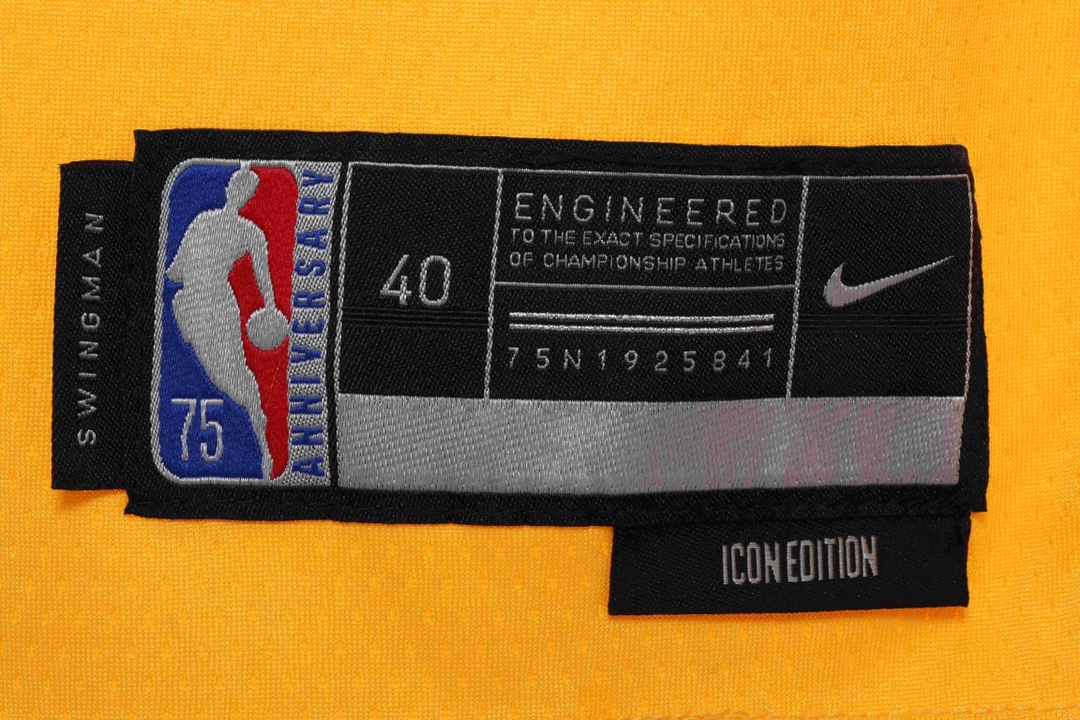 SWINGMAN
75
ANNIVERSARY
40
ENGINEERED
TO THE EXACT SPECIFICATIONS
OF CHAMPIONSHIP ATHLETES
75N1925841
ICON EDITION